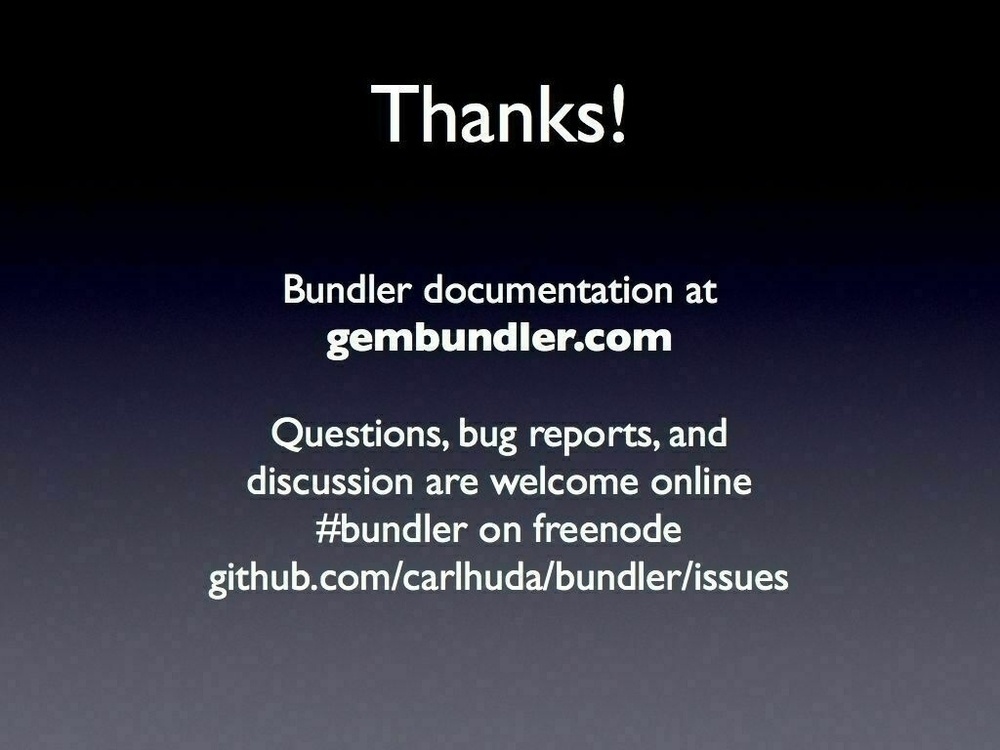 Thanks!
Bundler documentation at
gembundler.com
Questions, bug reports, and
discussion are welcome online
#bundler on freenode
github.com/carlhuda/bundler/issues